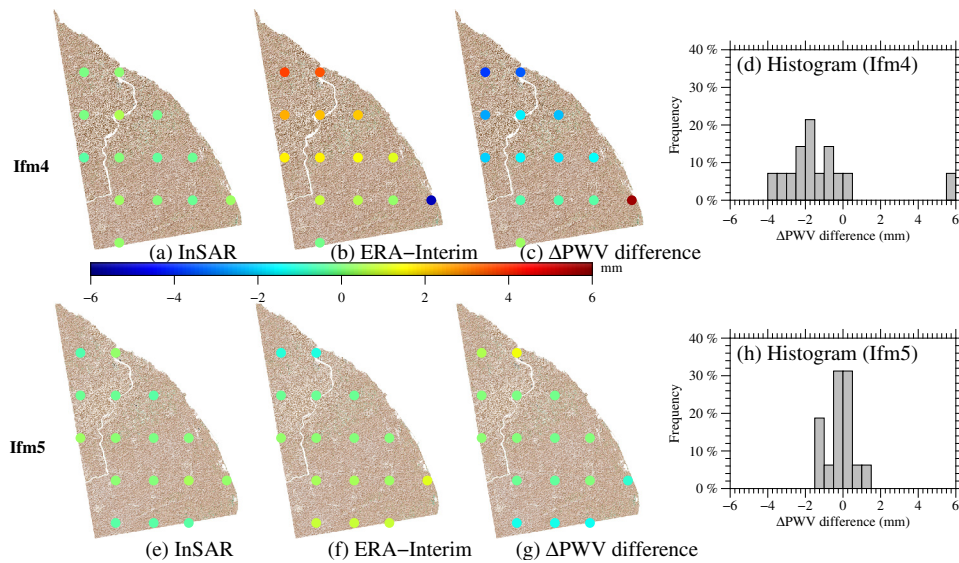 40 %
30 %
20 %
10 %
0 %
Frequency
(d) Histogram (Ifm4)
−6 −4 −2 0 2 4 6
ΔPWV difference (mm)
Ifm4
(a) InSAR
(b) ERA−Interim
(c) ΔPWV difference
mm
−6 −4 −2 0 2 4 6
40 %
30 %
20 %
10 %
0 %
Frequency
(h) Histogram (Ifm5)
−6 −4 −2 0 2 4 6
ΔPWV difference (mm)
Ifm5
(e) InSAR
(f) ERA−Interim
(g) ΔPWV difference